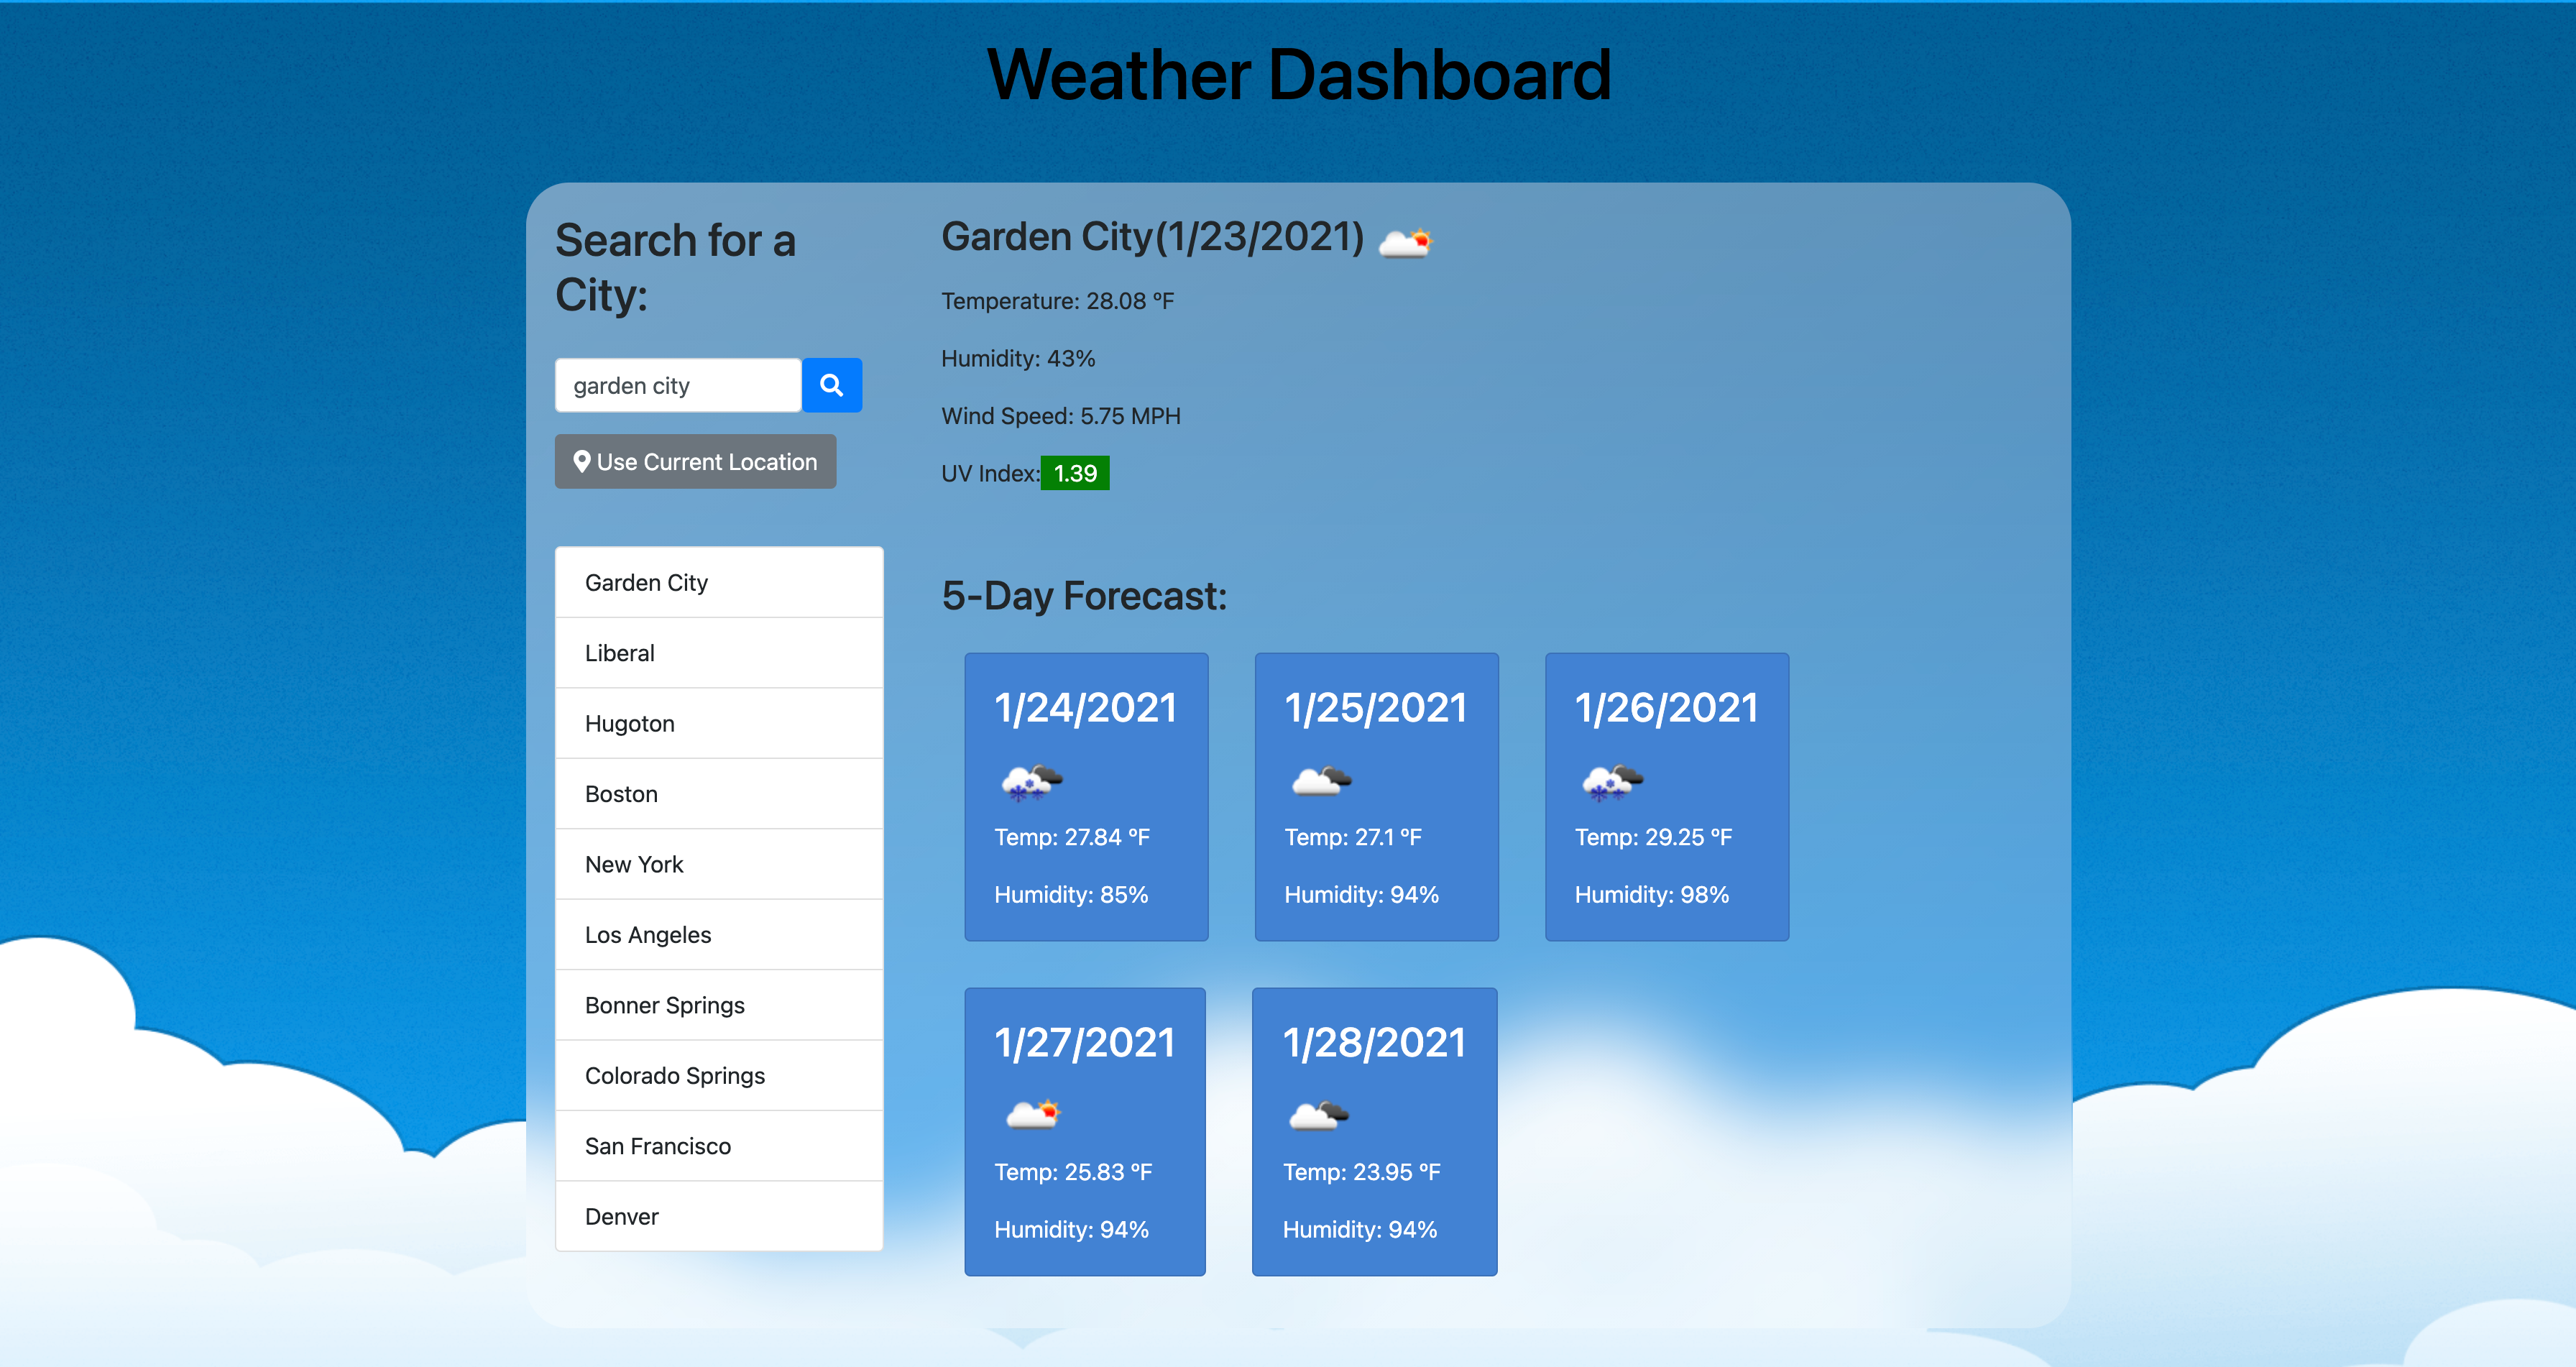 Weather Dashboard
Search for a
City:
garden city
Use Current Location
Garden City
Liberal
Hugoton
Boston
New York
Los Angeles
Bonner Springs
Colorado Springs
San Francisco
Denver
Garden City(1/23/2021)
Temperature: 28.08 °F
Humidity: 43%
Wind Speed: 5.75 MPH
UV Index: 1.39
5-Day Forecast:
1/24/2021
Temp: 27.84 °F
Humidity: 85%
1/25/2021
Temp: 27.1 °F
Humidity: 94%
1/26/2021
Temp: 29.25 °F
Humidity: 98%
1/27/2021
Temp: 25.83 °F
Humidity: 94%
1/28/2021
Temp: 23.95 °F
Humidity: 94%